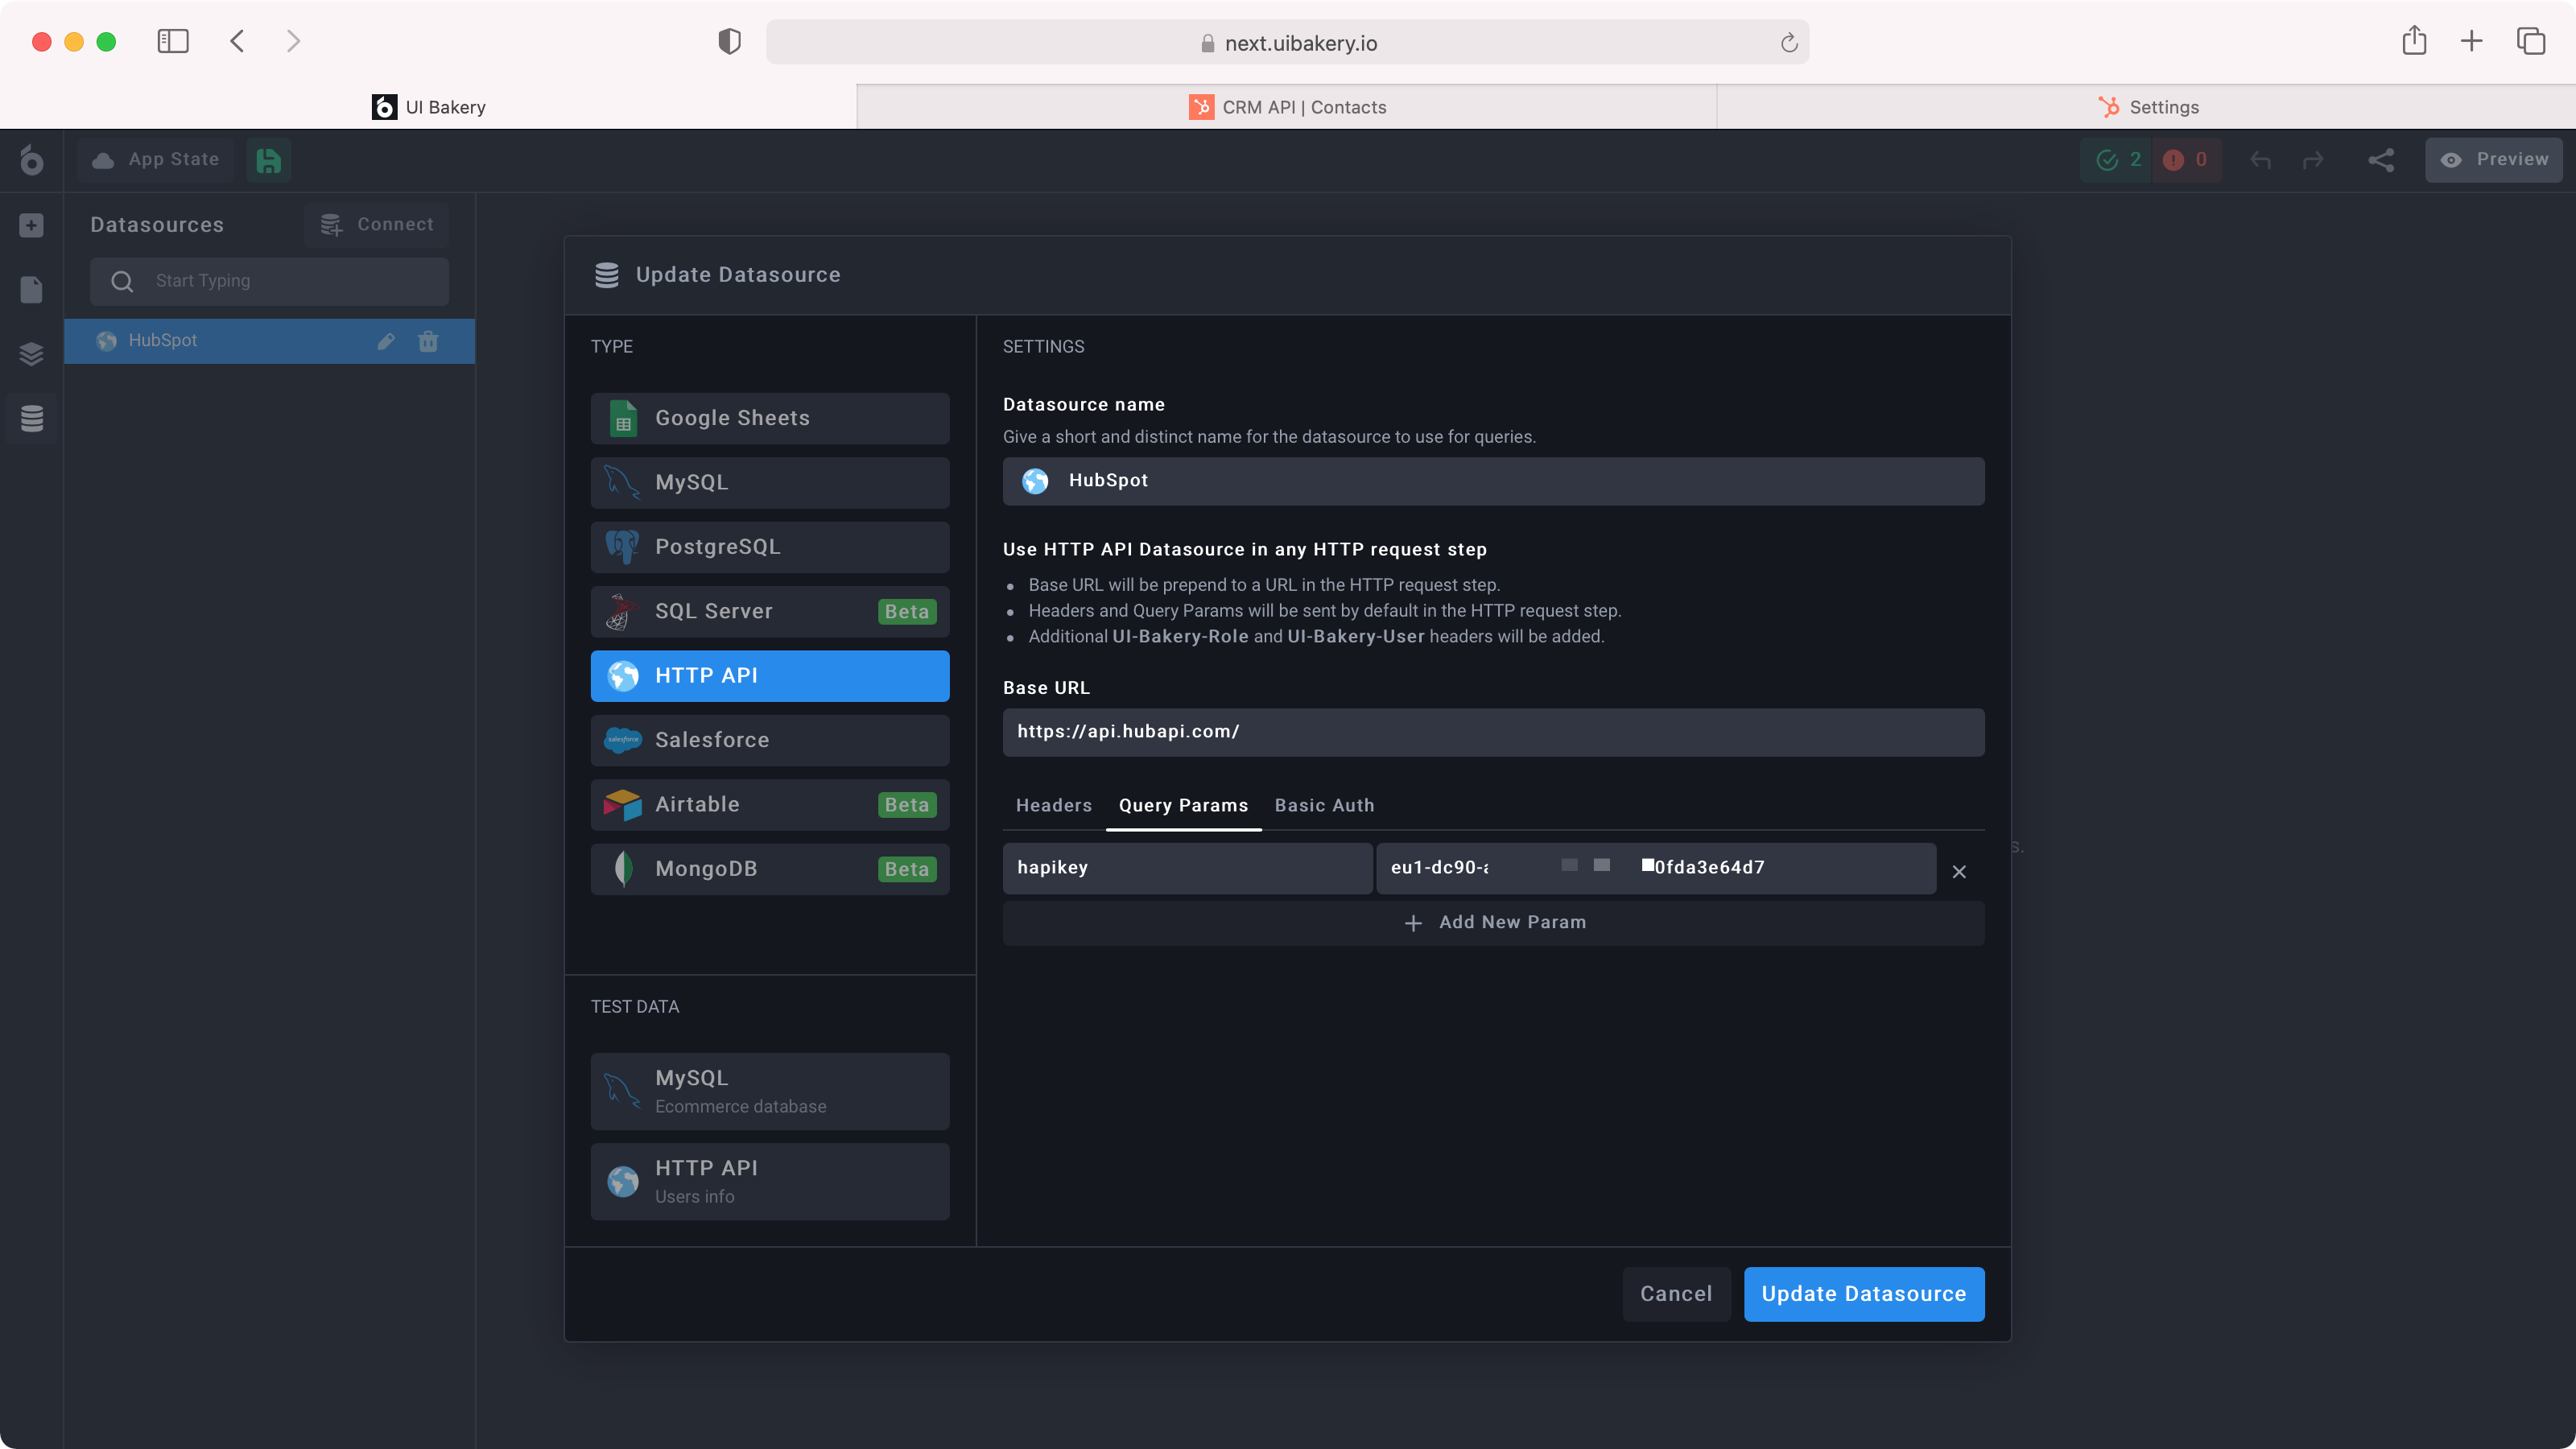 next.uibakery.io
UI Bakery
CRM API | Contacts
Settings
App State
2
0
Preview
Datasources
Connect
Start Typing
HubSpot
Update Datasource
TYPE
Google Sheets
MySQL
PostgreSQL
SQL Server Beta
HTTP API
Salesforce
Airtable Beta
MongoDB Beta
TEST DATA
MySQL
Ecommerce database
HTTP API
Users info
SETTINGS
Datasource name
Give a short and distinct name for the datasource to use for queries.
HubSpot
Use HTTP API Datasource in any HTTP request step
Base URL will be prepend to a URL in the HTTP request step.
Headers and Query Params will be sent by default in the HTTP request step.
Additional UI-Bakery-Role and UI-Bakery-User headers will be added.
Base URL
https://api.hubapi.com/
Headers Query Params Basic Auth
hapikey
eu1-dc90- 0fda3e64d7
Add New Param
Cancel
Update Datasource